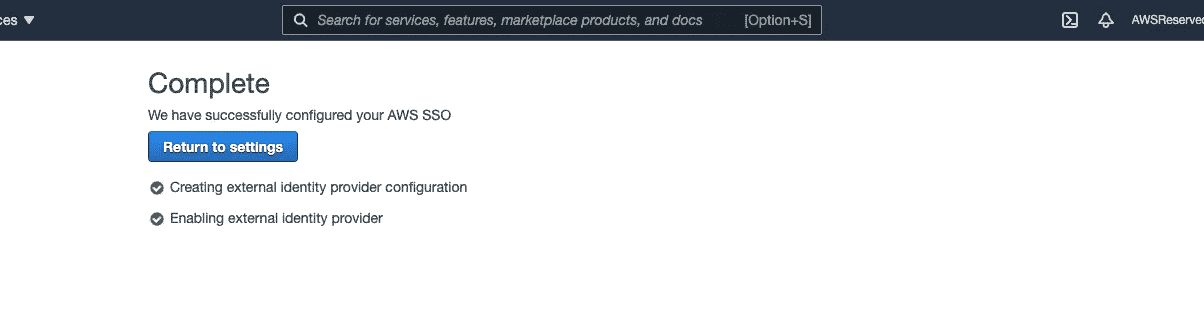 ces ▼ Search for services, features, marketplace products, and docs [Option+S] AWSReserved
Complete
We have successfully configured your AWS SSO
Return to settings
Creating external identity provider configuration
Enabling external identity provider